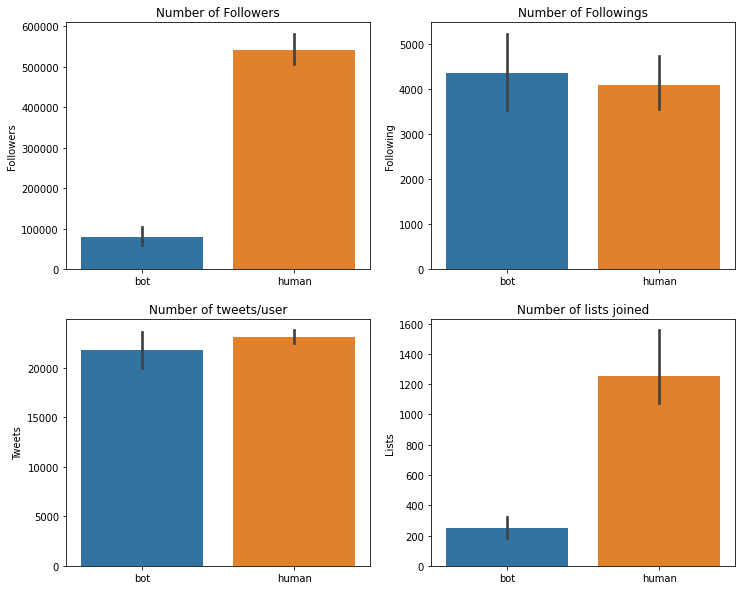 Number of Followers
Followers
600000
500000
400000
300000
200000
100000
0
bot human
Number of Followings
Following
5000
4000
3000
2000
1000
0
bot human
Number of tweets/user
Tweets
20000
15000
10000
5000
0
bot human
Number of lists joined
Lists
1600
1400
1200
1000
800
600
400
200
0
bot human